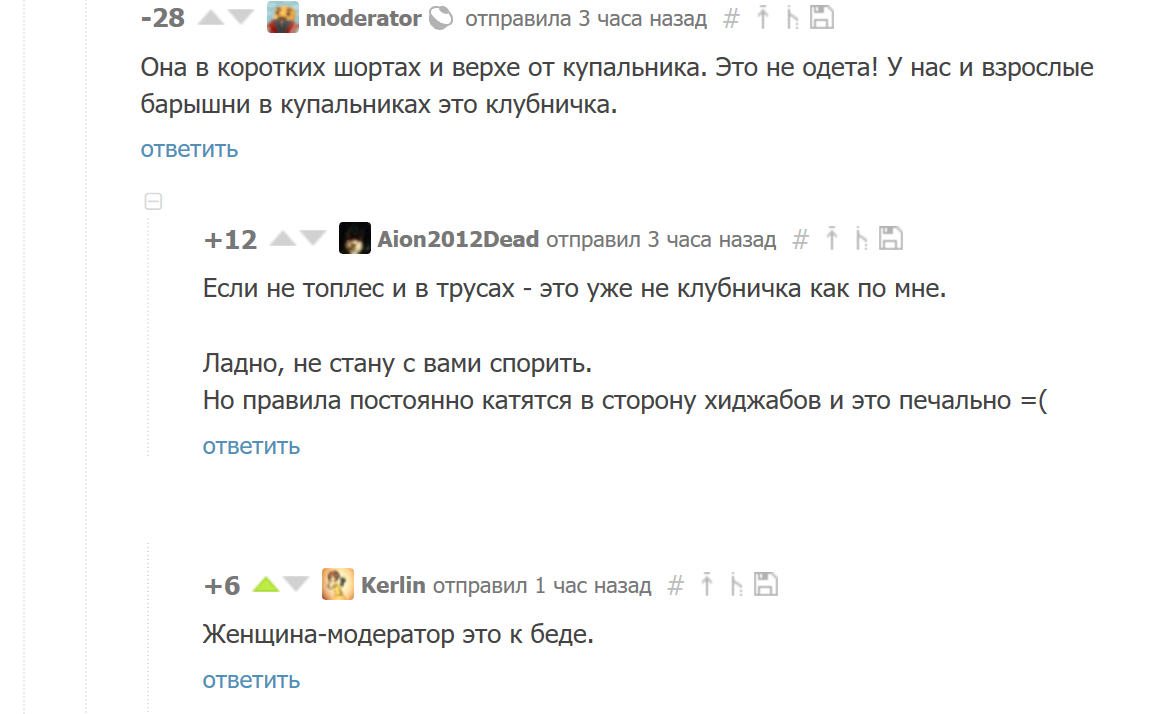 -28 moderator отправила 3 часа назад #
Она в коротких шортах и верхе от купальника. Это не одета! У нас и взрослые
барышни в купальниках это клубничка.
ответить
+12 Aion2012Dead отправил 3 часа назад #
Если не топлес и в трусах - это уже не клубничка как по мне.
Ладно, не стану с вами спорить.
Но правила постоянно катятся в сторону хиджабов и это печально =(
ответить
+6 Kerlin отправил 1 час назад #
Женщина-модератор это к беде.
ответить